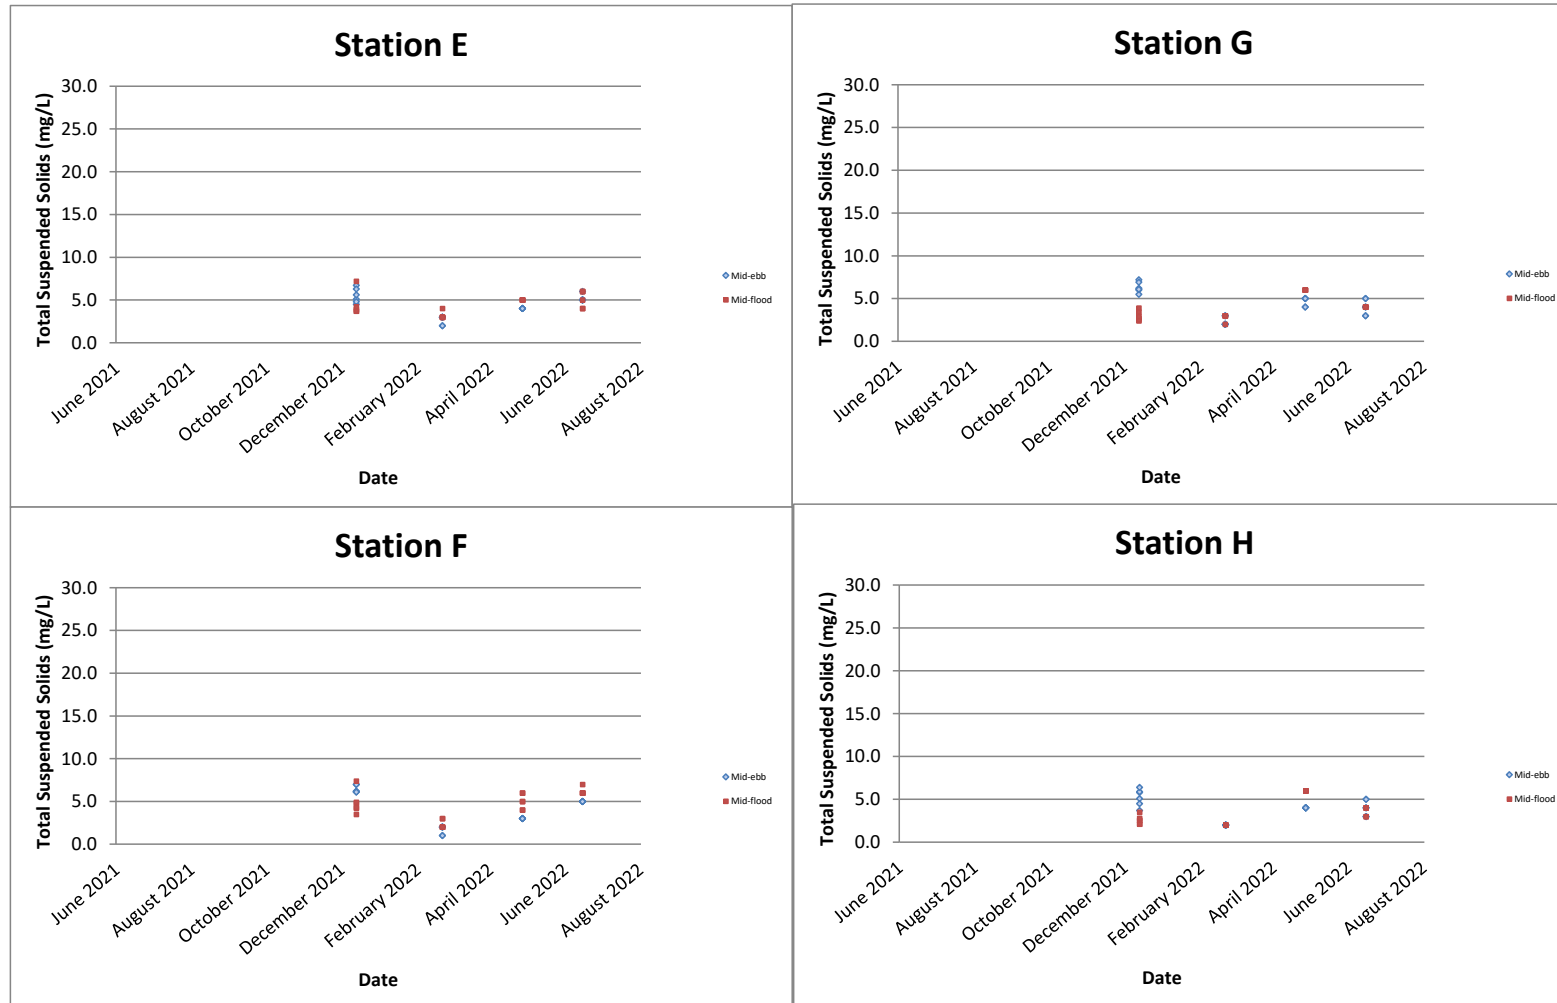 Station E
Total Suspended Solids (mg/L)
30.0
25.0
20.0
15.0
10.0
5.0
0.0
June 2021
August 2021
October 2021
December 2021
February 2022
April 2022
June 2022
August 2022
Date
Mid-ebb
Mid-flood
Station G
Total Suspended Solids (mg/L)
30.0
25.0
20.0
15.0
10.0
5.0
0.0
June 2021
August 2021
October 2021
December 2021
February 2022
April 2022
June 2022
August 2022
Date
Mid-ebb
Mid-flood
Station F
Total Suspended Solids (mg/L)
30.0
25.0
20.0
15.0
10.0
5.0
0.0
June 2021
August 2021
October 2021
December 2021
February 2022
April 2022
June 2022
August 2022
Date
Mid-ebb
Mid-flood
Station H
Total Suspended Solids (mg/L)
30.0
25.0
20.0
15.0
10.0
5.0
0.0
June 2021
August 2021
October 2021
December 2021
February 2022
April 2022
June 2022
August 2022
Date
Mid-ebb
Mid-flood